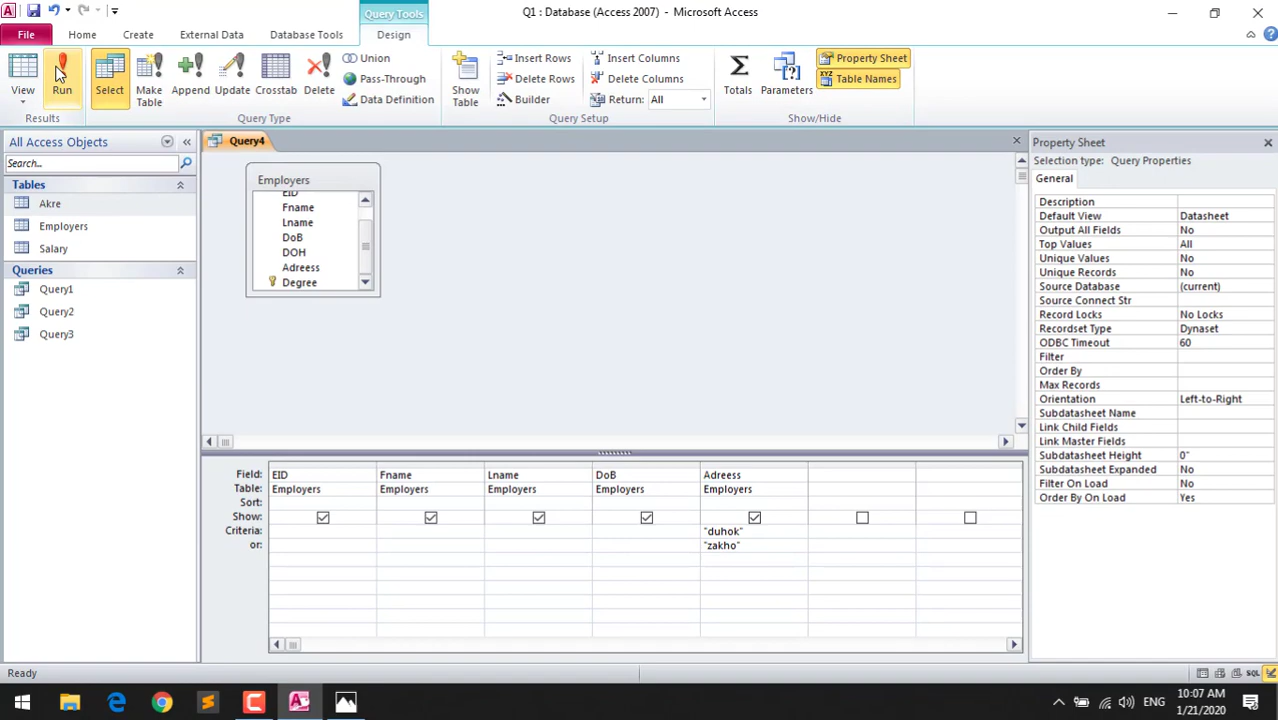 Q1 : Database (Access 2007) - Microsoft Access
Query Tools
File Home Create External Data Database Tools Design
View Run Select Make Table Append Update Crosstab Delete
Union
Pass-Through
Data Definition
Show Table
Insert Rows
Delete Rows
Builder
Insert Columns
Delete Columns
Return: All
Totals Parameters
Property Sheet
Table Names
Results Query Type Query Setup Show/Hide
All Access Objects
Search...
Tables
Akre
Employers
Salary
Queries
Query1
Query2
Query3
Query4
Employers
EID
Fname
Lname
DoB
DOH
Adreess
Degree
Field: EID Fname Lname DoB Adreess
Table: Employers Employers Employers Employers Employers
Sort:
Show:
Criteria: "duhok"
or: "zakho"
Property Sheet
Selection type: Query Properties
General
Description
Default View Datasheet
Output All Fields No
Top Values All
Unique Values No
Unique Records No
Source Database (current)
Source Connect Str
Record Locks No Locks
Recordset Type Dynaset
ODBC Timeout 60
Filter
Order By
Max Records
Orientation Left-to-Right
Subdatasheet Name
Link Child Fields
Link Master Fields
Subdatasheet Height 0"
Subdatasheet Expanded No
Filter On Load No
Order By On Load Yes
Ready
SQL
ENG
10:07 AM
1/21/2020